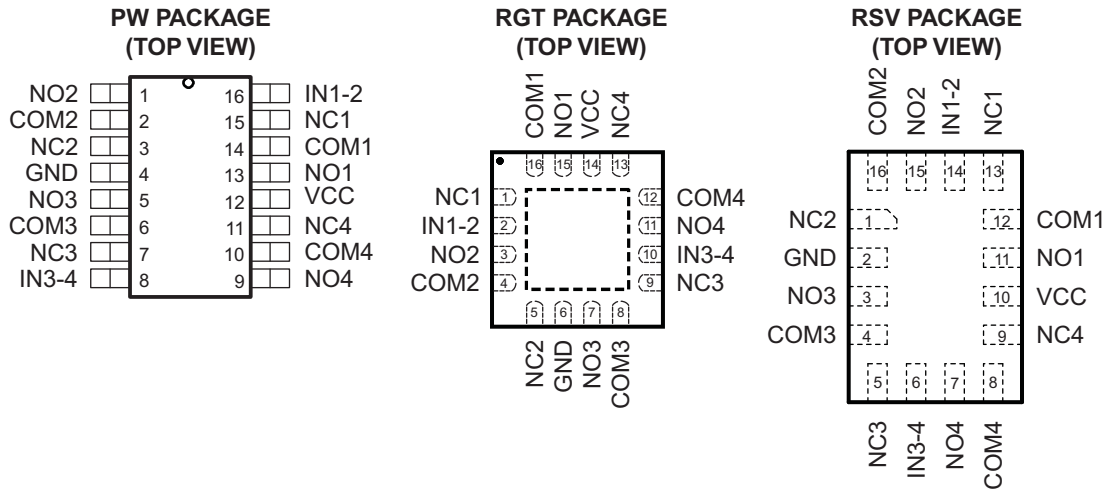 PW PACKAGE
(TOP VIEW)
NO2 1 16 IN1-2
COM2 2 15 NC1
NC2 3 14 COM1
GND 4 13 NO1
NO3 5 12 VCC
COM3 6 11 NC4
NC3 7 10 COM4
IN3-4 8 9 NO4
RGT PACKAGE
(TOP VIEW)
COM1 NO1 VCC NC4
16 15 14 13
NC1 1 12 COM4
IN1-2 2 11 NO4
NO2 3 10 IN3-4
COM2 4 9 NC3
5 6 7 8
NC2 GND NO3 COM3
RSV PACKAGE
(TOP VIEW)
COM2 NO2 IN1-2 NC1
16 15 14 13
NC2 1 12 COM1
GND 2 11 NO1
NO3 3 10 VCC
COM3 4 9 NC4
5 6 7 8
NC3 IN3-4 NO4 COM4